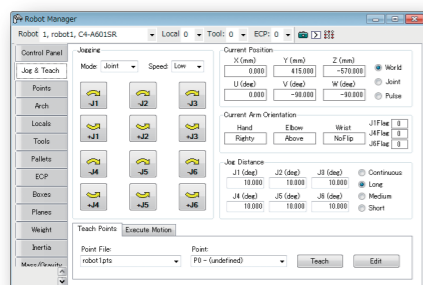 Robot Manager
Robot 1, robot1, C4-A601SR Local 0 Tool: 0 ECP: 0
Control Panel
Jog & Teach
Points
Arch
Locals
Tools
Pallets
ECP
Boxes
Planes
Weight
Inertia
Mass/Gravity
Jogging
Mode: Joint Speed: Low
-J1 -J2 -J3
+J1 +J2 +J3
-J4 -J5 -J6
+J4 +J5 +J6
Current Position
X (mm) Y (mm) Z (mm)
0.000 415.000 -570.000
U (deg) V (deg) W (deg)
0.000 -90.000 -90.000
World
Joint
Pulse
Current Arm Orientation
Hand Elbow Wrist
Righty Above NoFlip
J1Flag 0
J4Flag 0
J6Flag 0
Jog Distance
J1 (deg) J2 (deg) J3 (deg)
10.000 10.000 10.000
J4 (deg) J5 (deg) J6 (deg)
10.000 10.000 10.000
Continuous
Long
Medium
Short
Teach Points Execute Motion
Point File: Point:
robot1.pts P0 - (undefined) Teach Edit